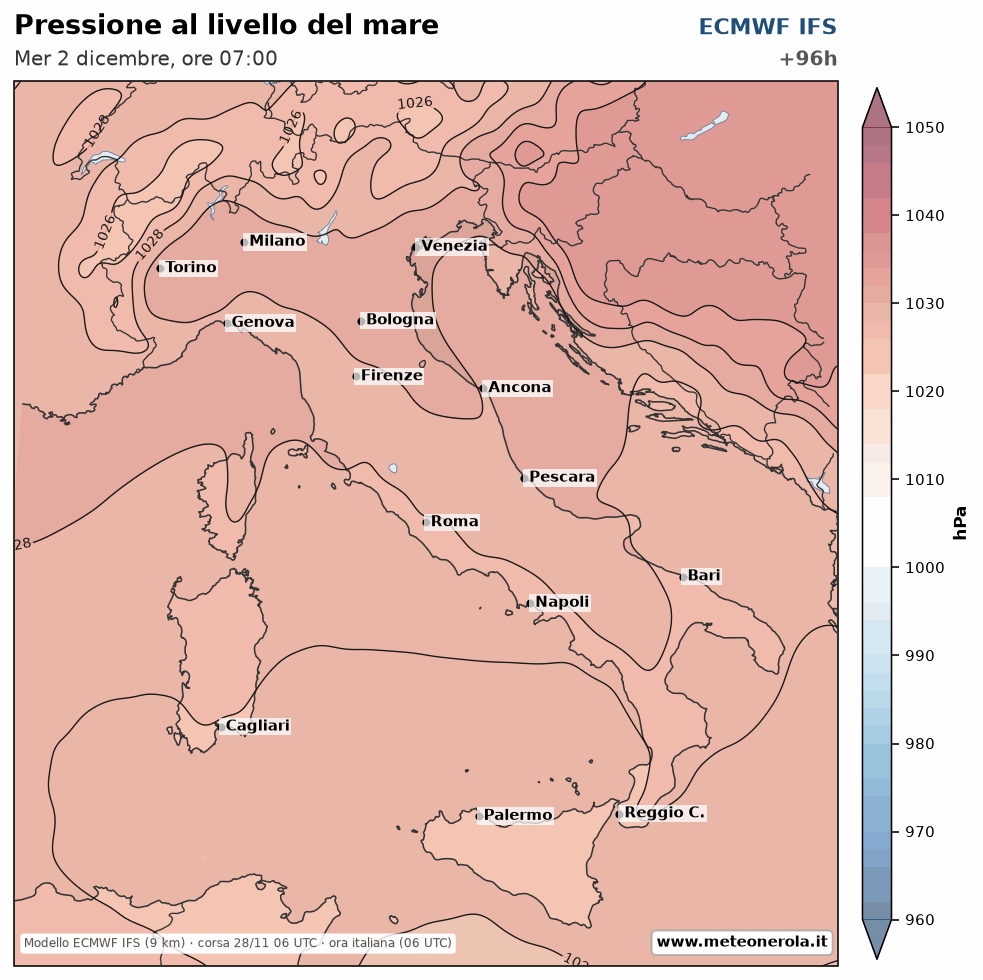 Pressione al livello del mare
ECMWF IFS
Mer 2 dicembre, ore 07:00
+96h
1026
1028
1026
1026
1028
Milano
Venezia
Torino
Genova
Bologna
Firenze
Ancona
Pescara
28
Roma
Bari
Napoli
Cagliari
Palermo
Reggio C.
Modello ECMWF IFS (9 km) · corsa 28/11 06 UTC · ora italiana (06 UTC)
www.meteonerola.it
102
1050
1040
1030
1020
1010
1000
990
980
970
960
hPa